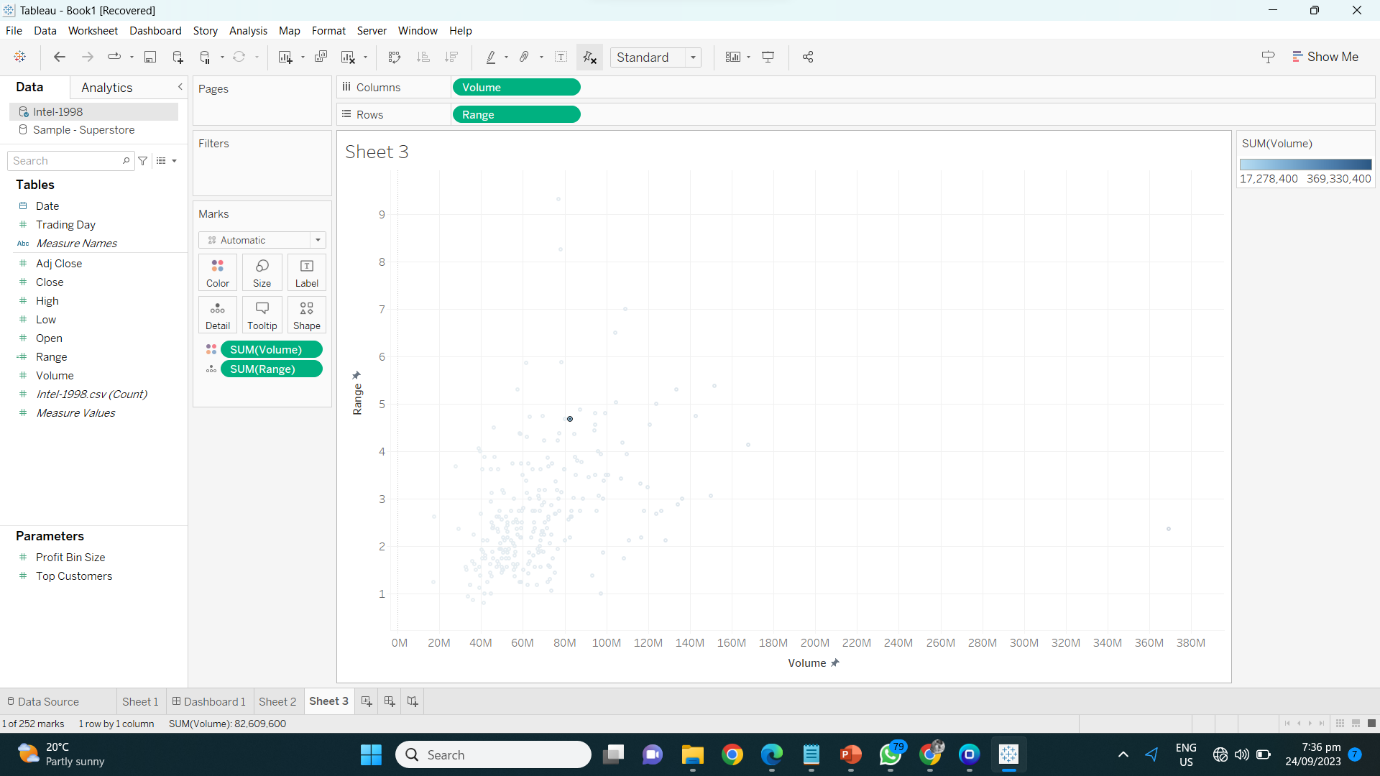 Tableau - Book1 [Recovered]
File Data Worksheet Dashboard Story Analysis Map Format Server Window Help
Standard
Show Me
Data Analytics
Intel-1998
Sample - Superstore
Search
Tables
Date
Trading Day
Abc Measure Names
Adj Close
Close
High
Low
Open
Range
Volume
Intel-1998.csv (Count)
Measure Values
Parameters
Profit Bin Size
Top Customers
Pages
Filters
Marks
Automatic
Color Size Label
Detail Tooltip Shape
SUM(Volume)
SUM(Range)
Columns Volume
Rows Range
Sheet 3
9
8
7
6
5
4
3
2
1
Range
0M 20M 40M 60M 80M 100M 120M 140M 160M 180M 200M 220M 240M 260M 280M 300M 320M 340M 360M 380M
Volume
SUM(Volume)
17,278,400 369,330,400
Data Source Sheet 1 Dashboard 1 Sheet 2 Sheet 3
1 of 252 marks 1 row by 1 column SUM(Volume): 82,609,600
20°C
Partly sunny
Search
79
ENG
US
7:36 pm
24/09/2023
7